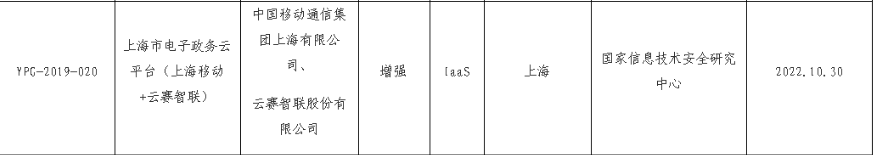 YPG-2019-020
上海市电子政务云
平台（上海移动
+云赛智联）
中国移动通信集
团上海有限公
司、
云赛智联股份有
限公司
增强
IaaS
上海
国家信息技术安全研究
中心
2022.10.30